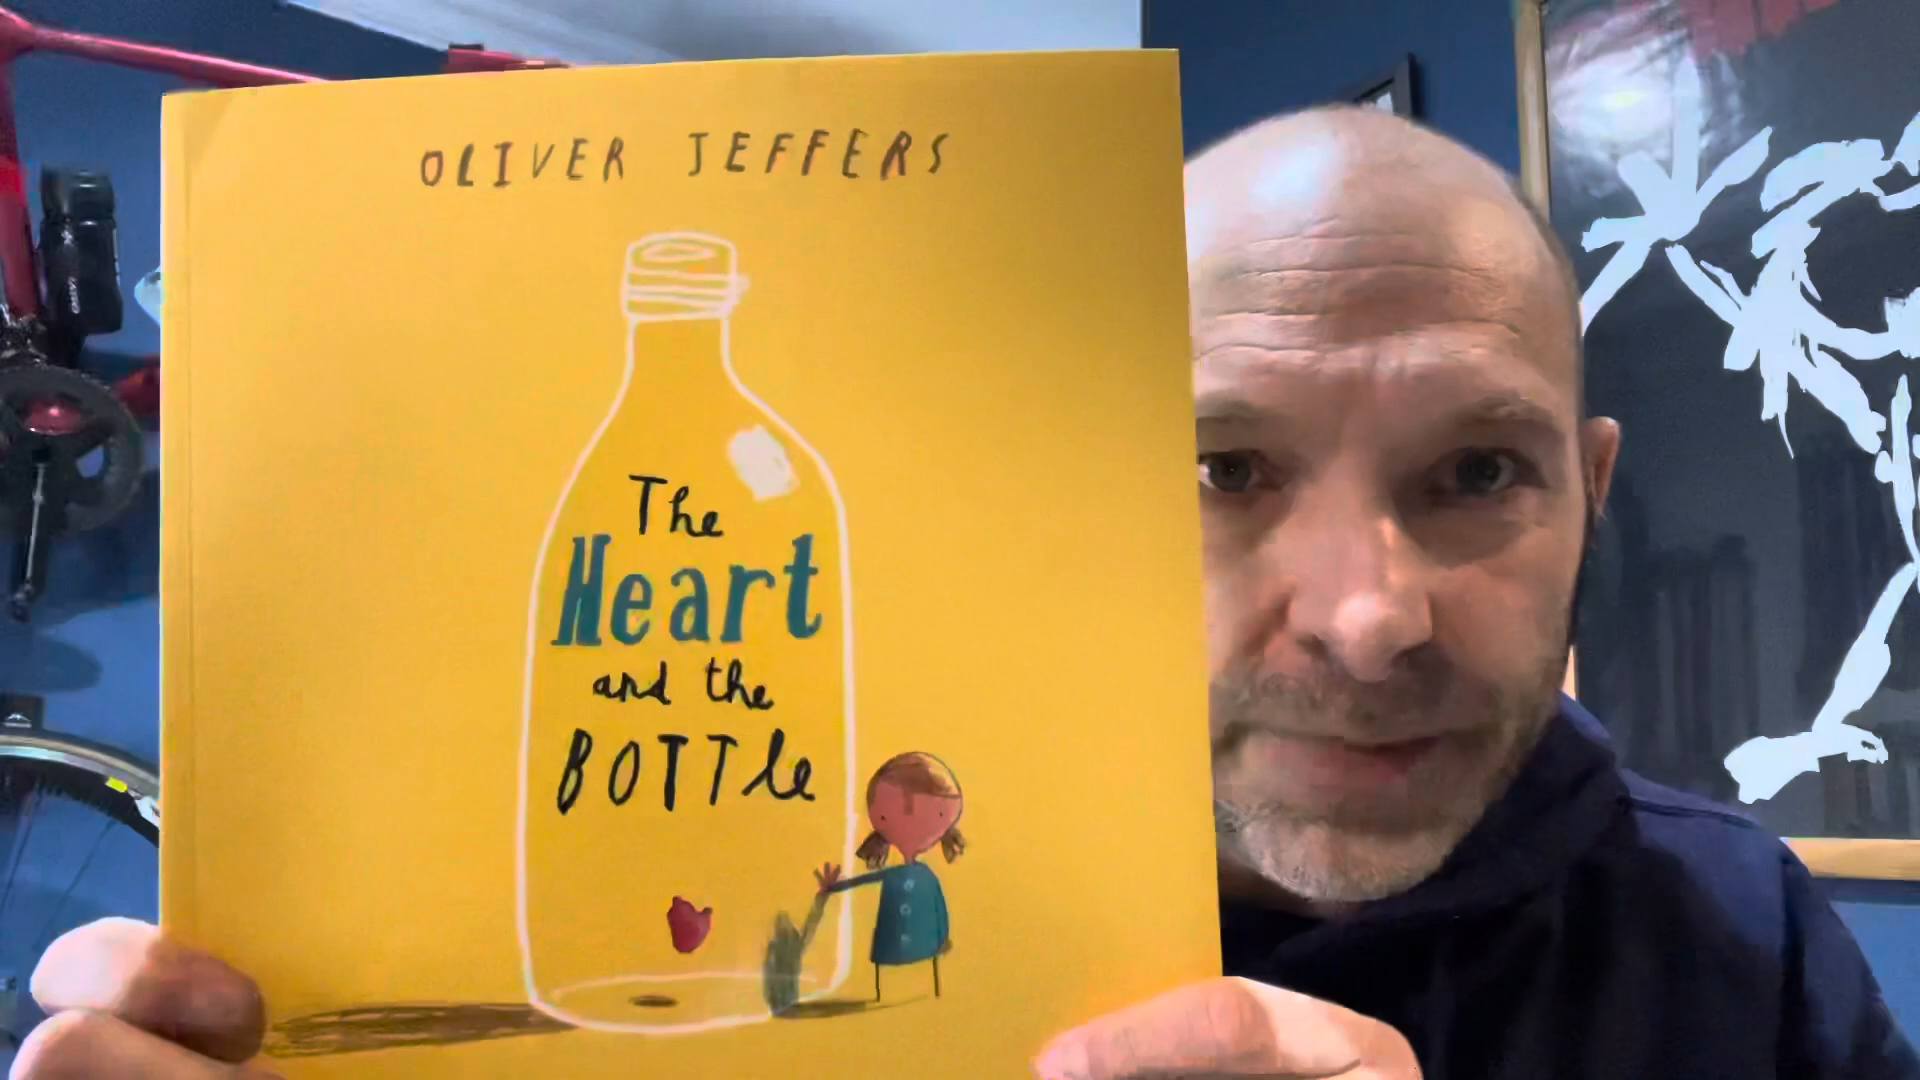 OLIVER JEFFERS
The
Heart
and the
BOTTle